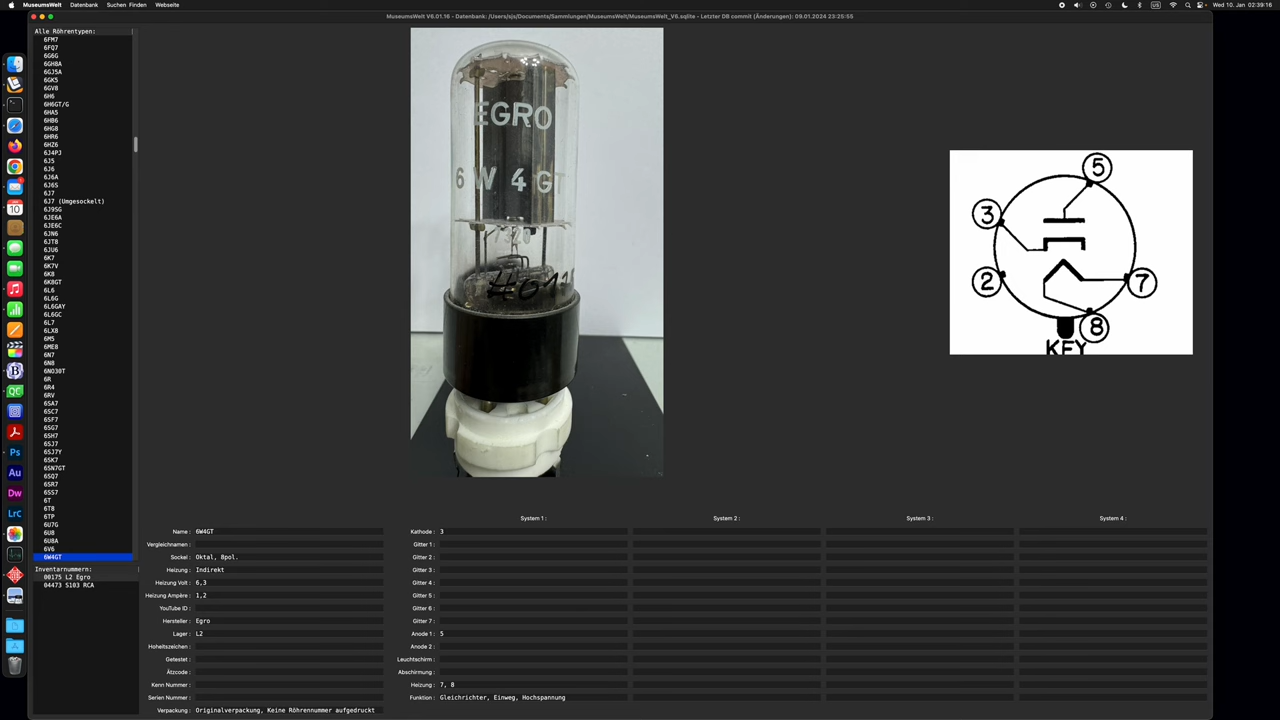 MuseumsWelt Datenbank Suchen Finden Webseite
Wed 10. Jan. 02:39:16
MuseumsWelt V6.01.16 - Datenbank: /Users/sjs/Documents/Sammlungen/MuseumsWelt/MuseumsWelt_V6.sqlite - Letzter DB commit (Änderungen): 09.01.2024 23:25:55
Alle Röhrentypen:
6FM7
6FQ7
6G6G
6GH8A
6GJ5A
6GK5
6GV8
6H6
6H6GT/G
6HA5
6HB6
6HG8
6HR6
6HZ6
6J4PJ
6J5
6J6
6J6A
6J6S
6J7
6J7 (Umgesockelt)
6J9SG
6JE6A
6JE6C
6JN6
6JT8
6JU6
6K7
6K7V
6K8
6K8GT
6L6
6L6G
6L6GAY
6L6GC
6L7
6LX8
6M5
6ME8
6N7
6N8
6NO30T
6R
6R4
6RV
6SA7
6SC7
6SF7
6SG7
6SH7
6SJ7
6SJ7Y
6SK7
6SN7GT
6SQ7
6SR7
6SS7
6T
6T8
6TP
6U7G
6U8
6U8A
6V6
6W4GT
Inventarnummern:
00175 L2 Egro
04473 S103 RCA
EGRO
6W4GT
5
3
2
7
8
KEY
System 1 : System 2 : System 3 : System 4 :
Name : 6W4GT
Vergleichnamen :
Sockel : Oktal, 8pol.
Heizung : Indirekt
Heizung Volt : 6,3
Heizung Ampère : 1,2
YouTube ID :
Hersteller : Egro
Lager : L2
Hoheitszeichen :
Getestet :
Ätzcode :
Kenn Nummer :
Serien Nummer :
Verpackung : Originalverpackung, Keine Röhrennummer aufgedruckt
Kathode : 3
Gitter 1 :
Gitter 2 :
Gitter 3 :
Gitter 4 :
Gitter 5 :
Gitter 6 :
Gitter 7 :
Anode 1 : 5
Anode 2 :
Leuchtschirm :
Abschirmung :
Heizung : 7, 8
Funktion : Gleichrichter, Einweg, Hochspannung